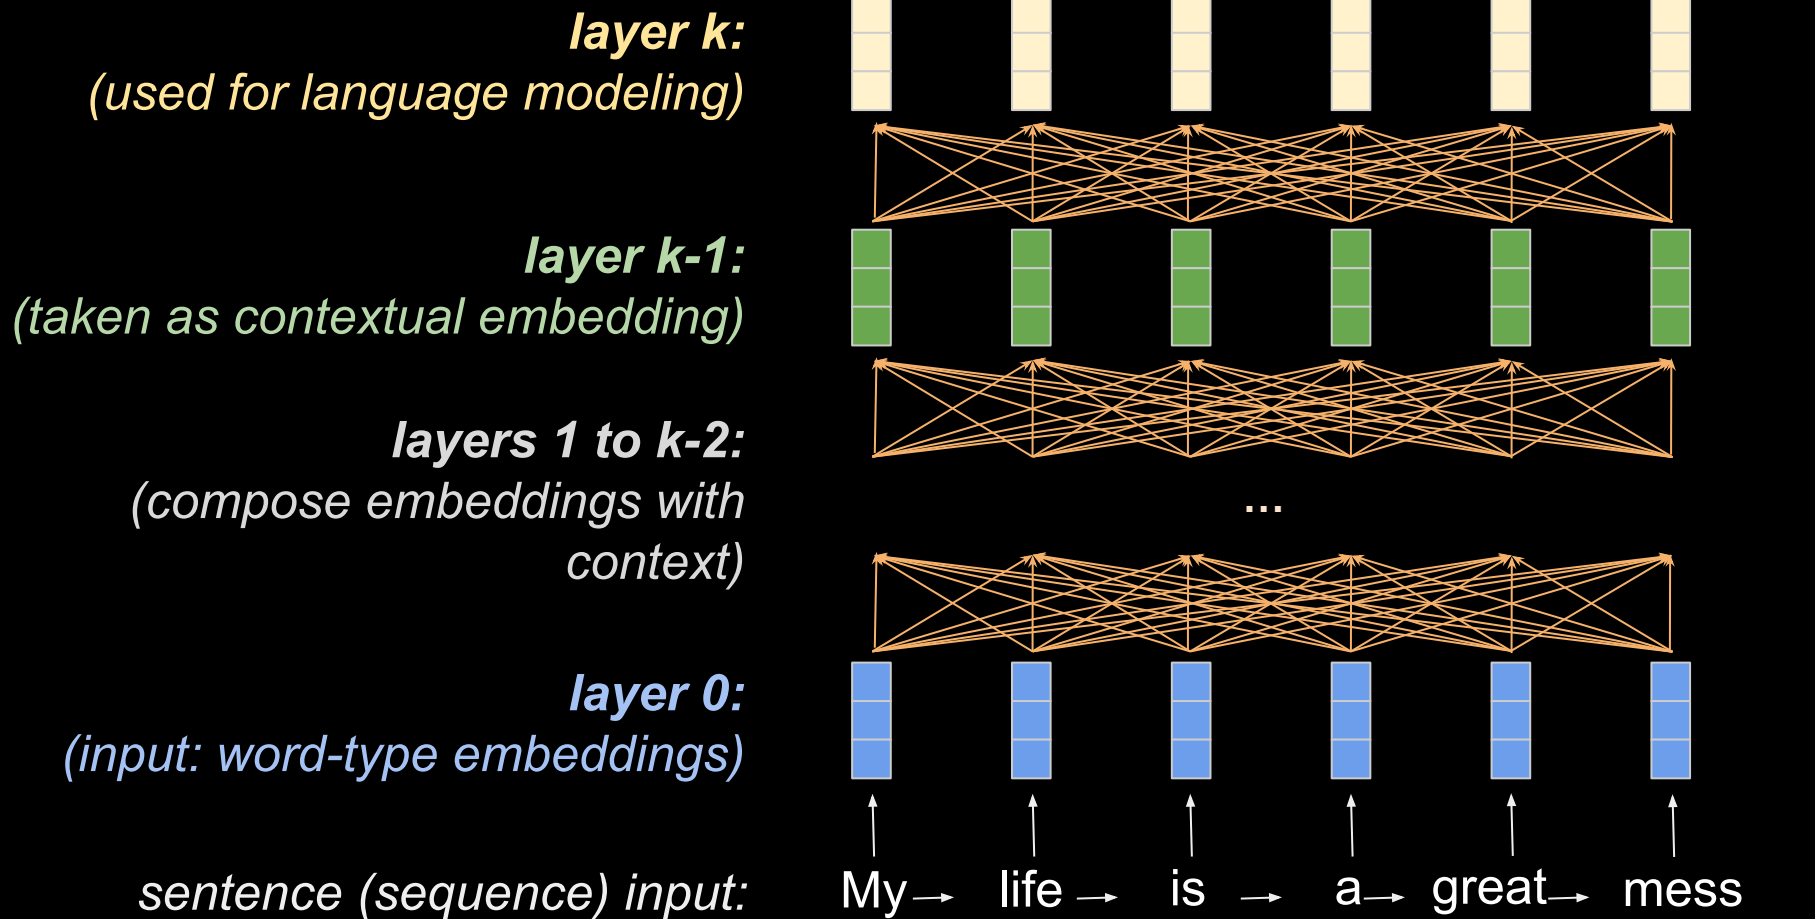 layer k:
(used for language modeling)
layer k-1:
(taken as contextual embedding)
layers 1 to k-2:
(compose embeddings with
context)
...
layer 0:
(input: word-type embeddings)
sentence (sequence) input: My life is a great mess